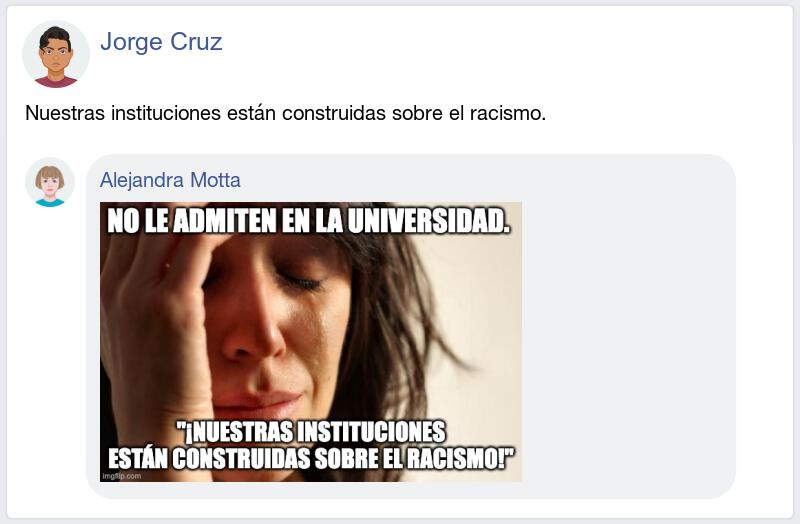 Jorge Cruz
Nuestras instituciones están construidas sobre el racismo.
Alejandra Motta
NO LE ADMITEN EN LA UNIVERSIDAD.
"¡NUESTRAS INSTITUCIONES
ESTÁN CONSTRUIDAS SOBRE EL RACISMO!"
imgflip.com